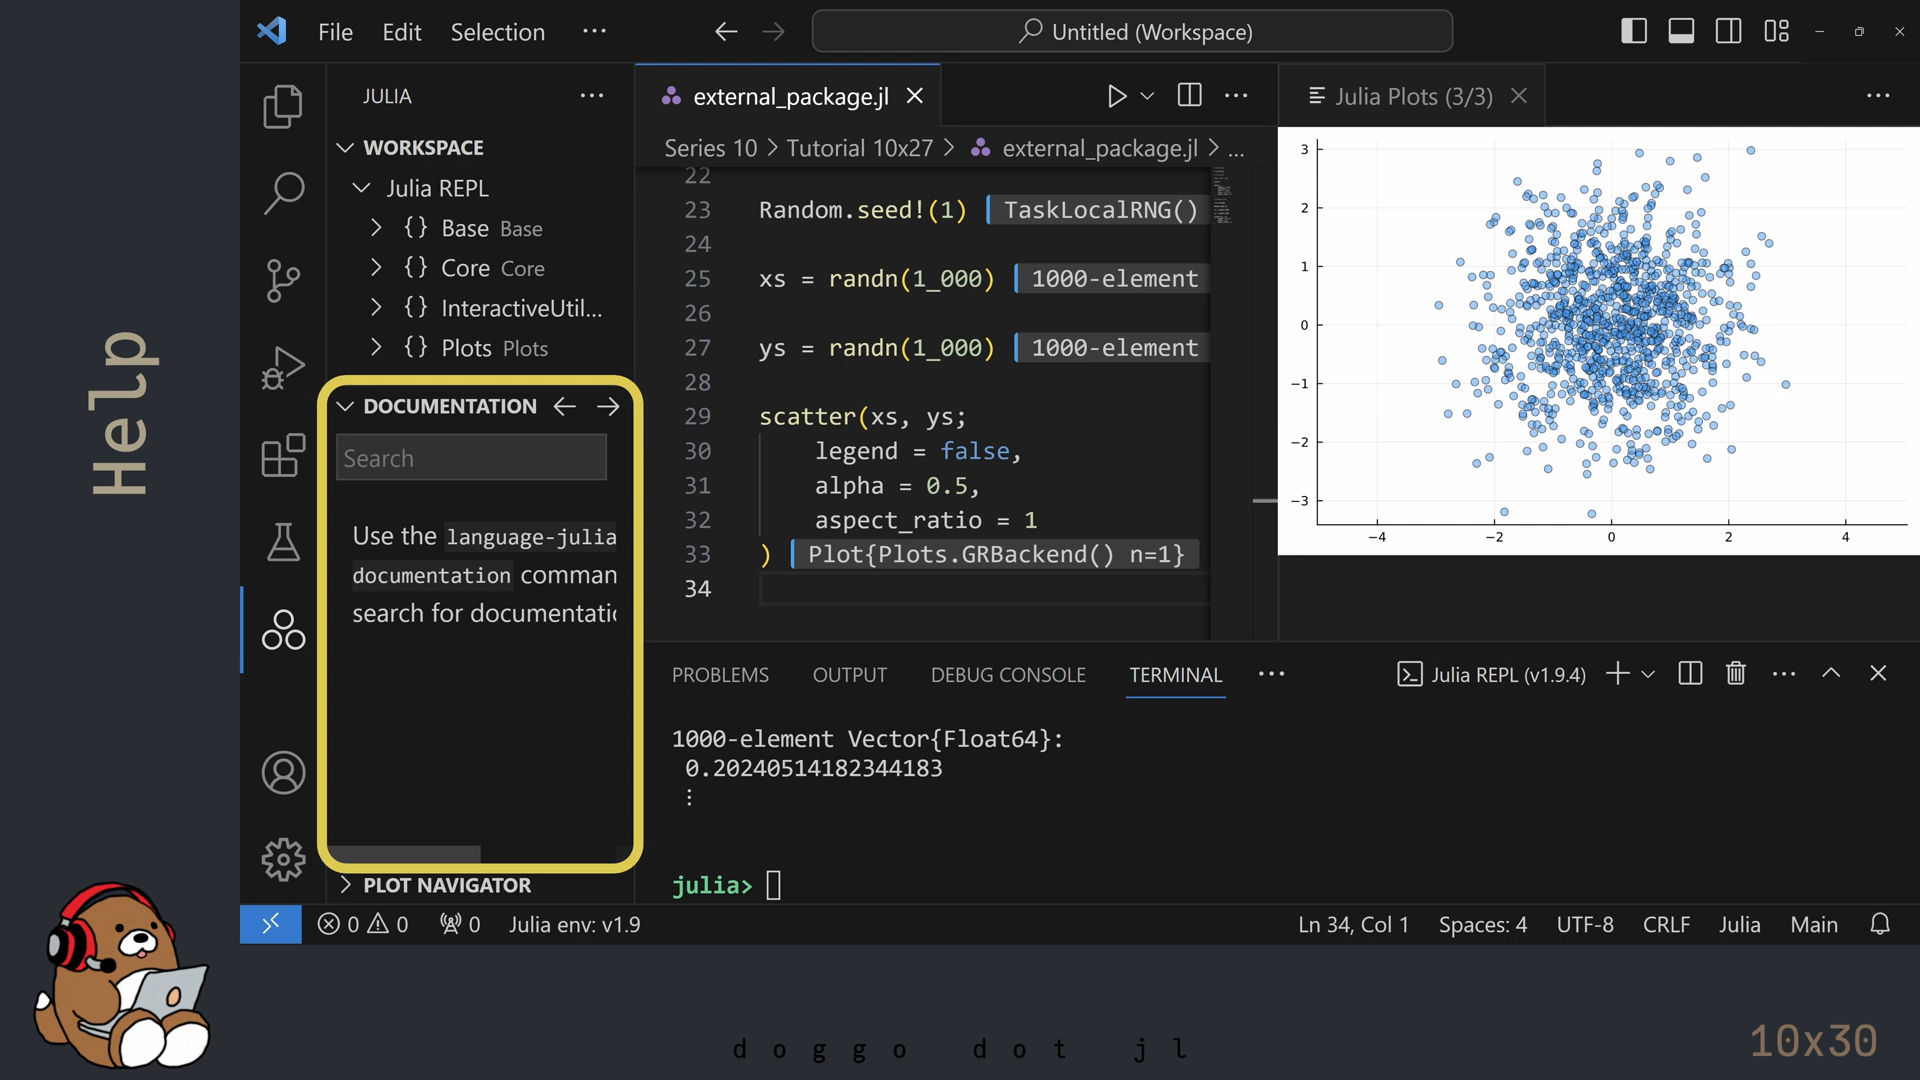 File Edit Selection ···
Untitled (Workspace)
Help
JULIA
WORKSPACE
Julia REPL
{} Base Base
{} Core Core
{} InteractiveUtil...
{} Plots Plots
DOCUMENTATION
Search
Use the language-julia
documentation comman
search for documentatio
PLOT NAVIGATOR
external_package.jl
Series 10 > Tutorial 10x27 > external_package.jl > ...
22
23 Random.seed!(1) TaskLocalRNG()
24
25 xs = randn(1_000) 1000-element
26
27 ys = randn(1_000) 1000-element
28
29 scatter(xs, ys;
30 legend = false,
31 alpha = 0.5,
32 aspect_ratio = 1
33 ) Plot{Plots.GRBackend() n=1}
34
Julia Plots (3/3)
3
2
1
0
−1
−2
−3
−4 −2 0 2 4
PROBLEMS OUTPUT DEBUG CONSOLE TERMINAL ···
Julia REPL (v1.9.4)
1000-element Vector{Float64}:
0.20240514182344183
⋮
julia>
0 0 0 Julia env: v1.9
Ln 34, Col 1 Spaces: 4 UTF-8 CRLF Julia Main
doggo dot jl
10x30